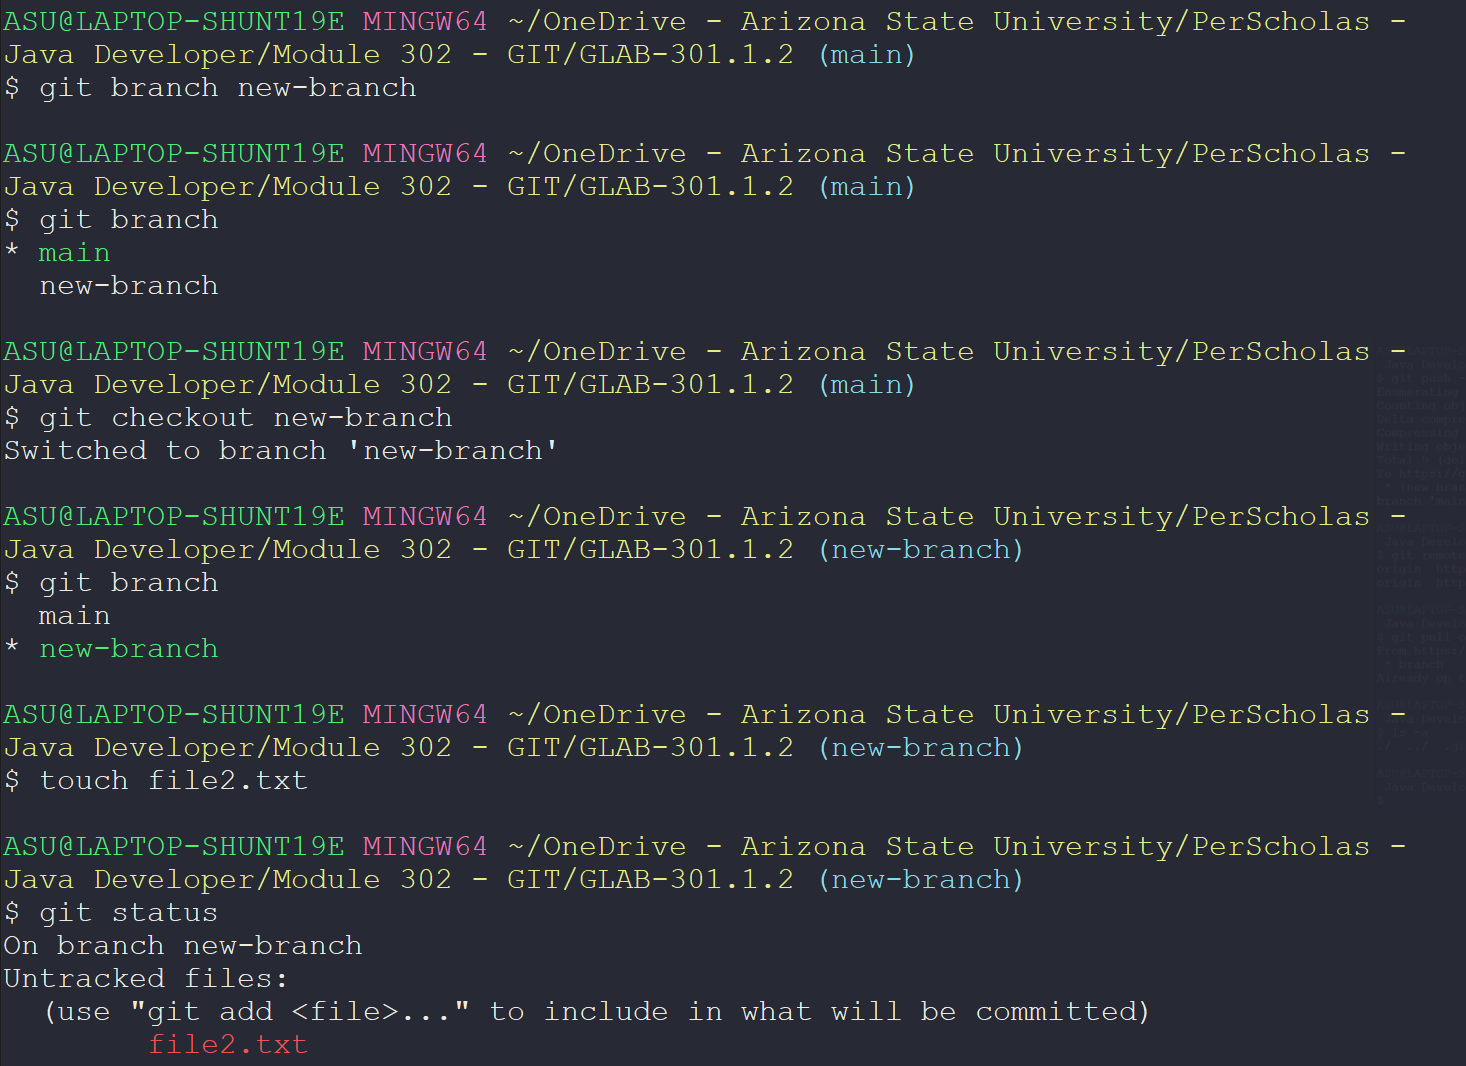 ASU@LAPTOP-SHUNT19E MINGW64 ~/OneDrive - Arizona State University/PerScholas -
Java Developer/Module 302 - GIT/GLAB-301.1.2 (main)
$ git branch new-branch
ASU@LAPTOP-SHUNT19E MINGW64 ~/OneDrive - Arizona State University/PerScholas -
Java Developer/Module 302 - GIT/GLAB-301.1.2 (main)
$ git branch
* main
  new-branch
ASU@LAPTOP-SHUNT19E MINGW64 ~/OneDrive - Arizona State University/PerScholas -
Java Developer/Module 302 - GIT/GLAB-301.1.2 (main)
$ git checkout new-branch
Switched to branch 'new-branch'
ASU@LAPTOP-SHUNT19E MINGW64 ~/OneDrive - Arizona State University/PerScholas -
Java Developer/Module 302 - GIT/GLAB-301.1.2 (new-branch)
$ git branch
  main
* new-branch
ASU@LAPTOP-SHUNT19E MINGW64 ~/OneDrive - Arizona State University/PerScholas -
Java Developer/Module 302 - GIT/GLAB-301.1.2 (new-branch)
$ touch file2.txt
ASU@LAPTOP-SHUNT19E MINGW64 ~/OneDrive - Arizona State University/PerScholas -
Java Developer/Module 302 - GIT/GLAB-301.1.2 (new-branch)
$ git status
On branch new-branch
Untracked files:
  (use "git add <file>..." to include in what will be committed)
        file2.txt